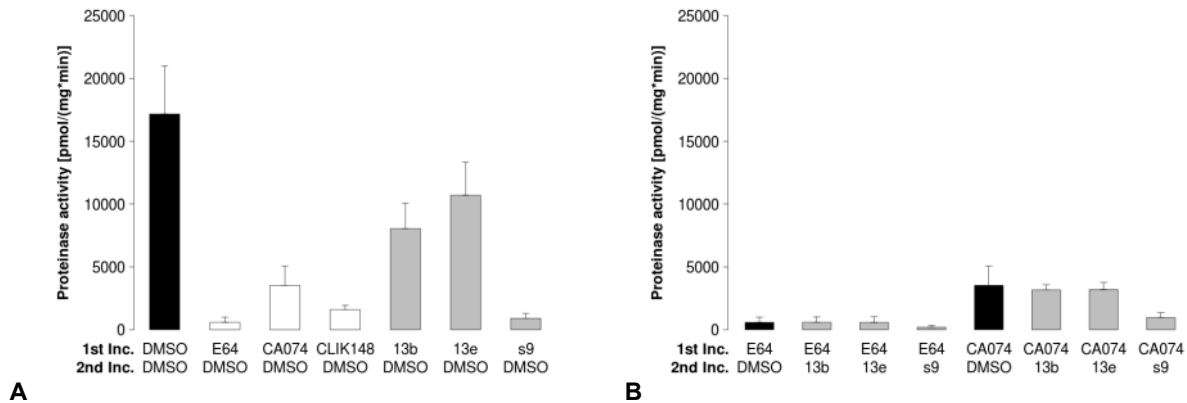 25000
20000
15000
10000
5000
0
Proteinase activity [pmol/(mg*min)]
1st Inc. DMSO E64 CA074 CLIK148 13b 13e s9
2nd Inc. DMSO DMSO DMSO DMSO DMSO DMSO DMSO
A
25000
20000
15000
10000
5000
0
Proteinase activity [pmol/(mg*min)]
1st Inc. E64 E64 E64 E64 CA074 CA074 CA074 CA074
2nd Inc. DMSO 13b 13e s9 DMSO 13b 13e s9
B